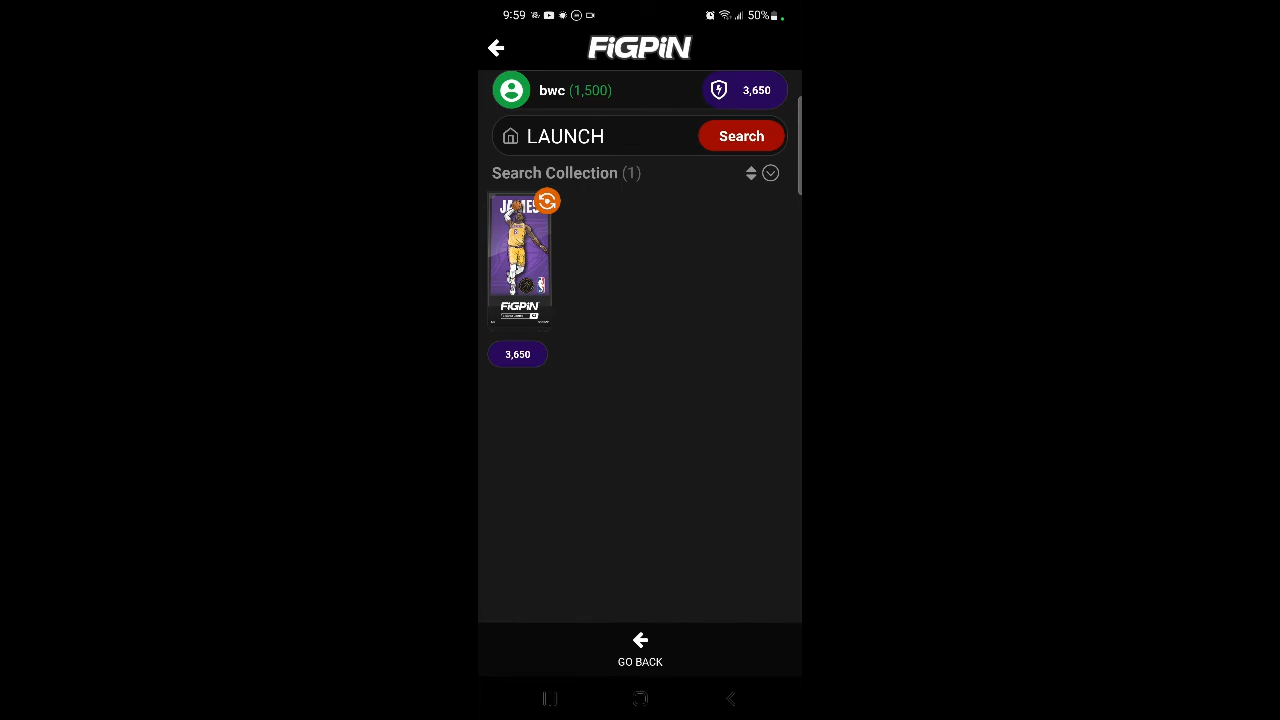 9:59
50%
FiGPiN
bwc (1,500)
3,650
LAUNCH
Search
Search Collection (1)
JAMES
FiGPiN
3,650
GO BACK